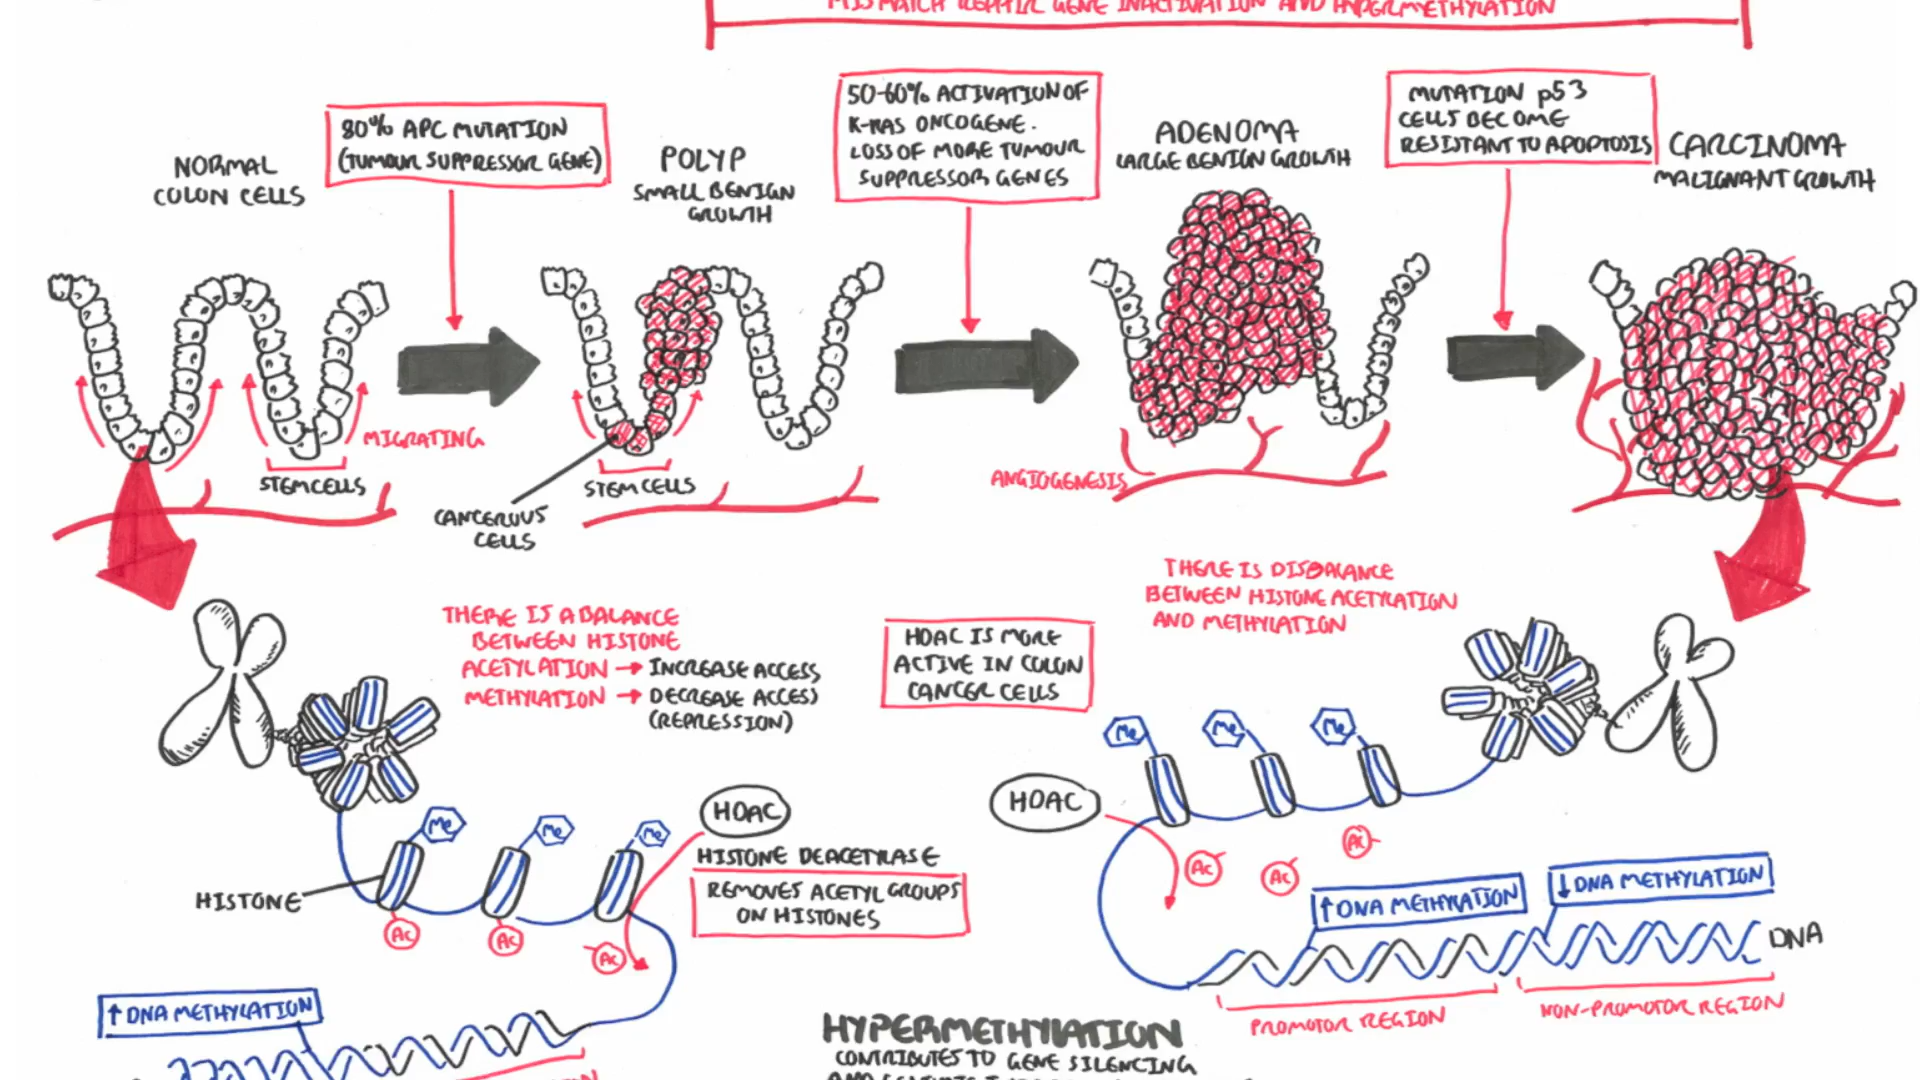 MISMATCH REPAIR GENE INACTIVATION AND HYPERMETHYLATION
NORMAL
COLON CELLS
80% APC MUTATION
(TUMOUR SUPPRESSOR GENE)
POLYP
SMALL BENIGN
GROWTH
50-60% ACTIVATION OF
K-RAS ONCOGENE.
LOSS OF MORE TUMOUR
SUPPRESSOR GENES
ADENOMA
LARGE BENIGN GROWTH
MUTATION p53
CELLS BECOME
RESISTANT TO APOPTOSIS
CARCINOMA
MALIGNANT GROWTH
MIGRATING
STEM CELLS
CANCEROUS
CELLS
STEM CELLS
ANGIOGENESIS
THERE IS A BALANCE
BETWEEN HISTONE
ACETYLATION → INCREASE ACCESS
METHYLATION → DECREASE ACCESS
(REPRESSION)
HDAC IS MORE
ACTIVE IN COLON
CANCER CELLS
THERE IS DISBALANCE
BETWEEN HISTONE ACETYLATION
AND METHYLATION
Me
Me
Me
HDAC
HISTONE DEACETYLASE
REMOVES ACETYL GROUPS
ON HISTONES
HISTONE
Ac
Ac
Ac
↑ DNA METHYLATION
Me
Me
Me
HDAC
Ac
Ac
Ac
↑ DNA METHYLATION
↓ DNA METHYLATION
DNA
PROMOTOR REGION
NON-PROMOTOR REGION
HYPERMETHYLATION
CONTRIBUTES TO GENE SILENCING